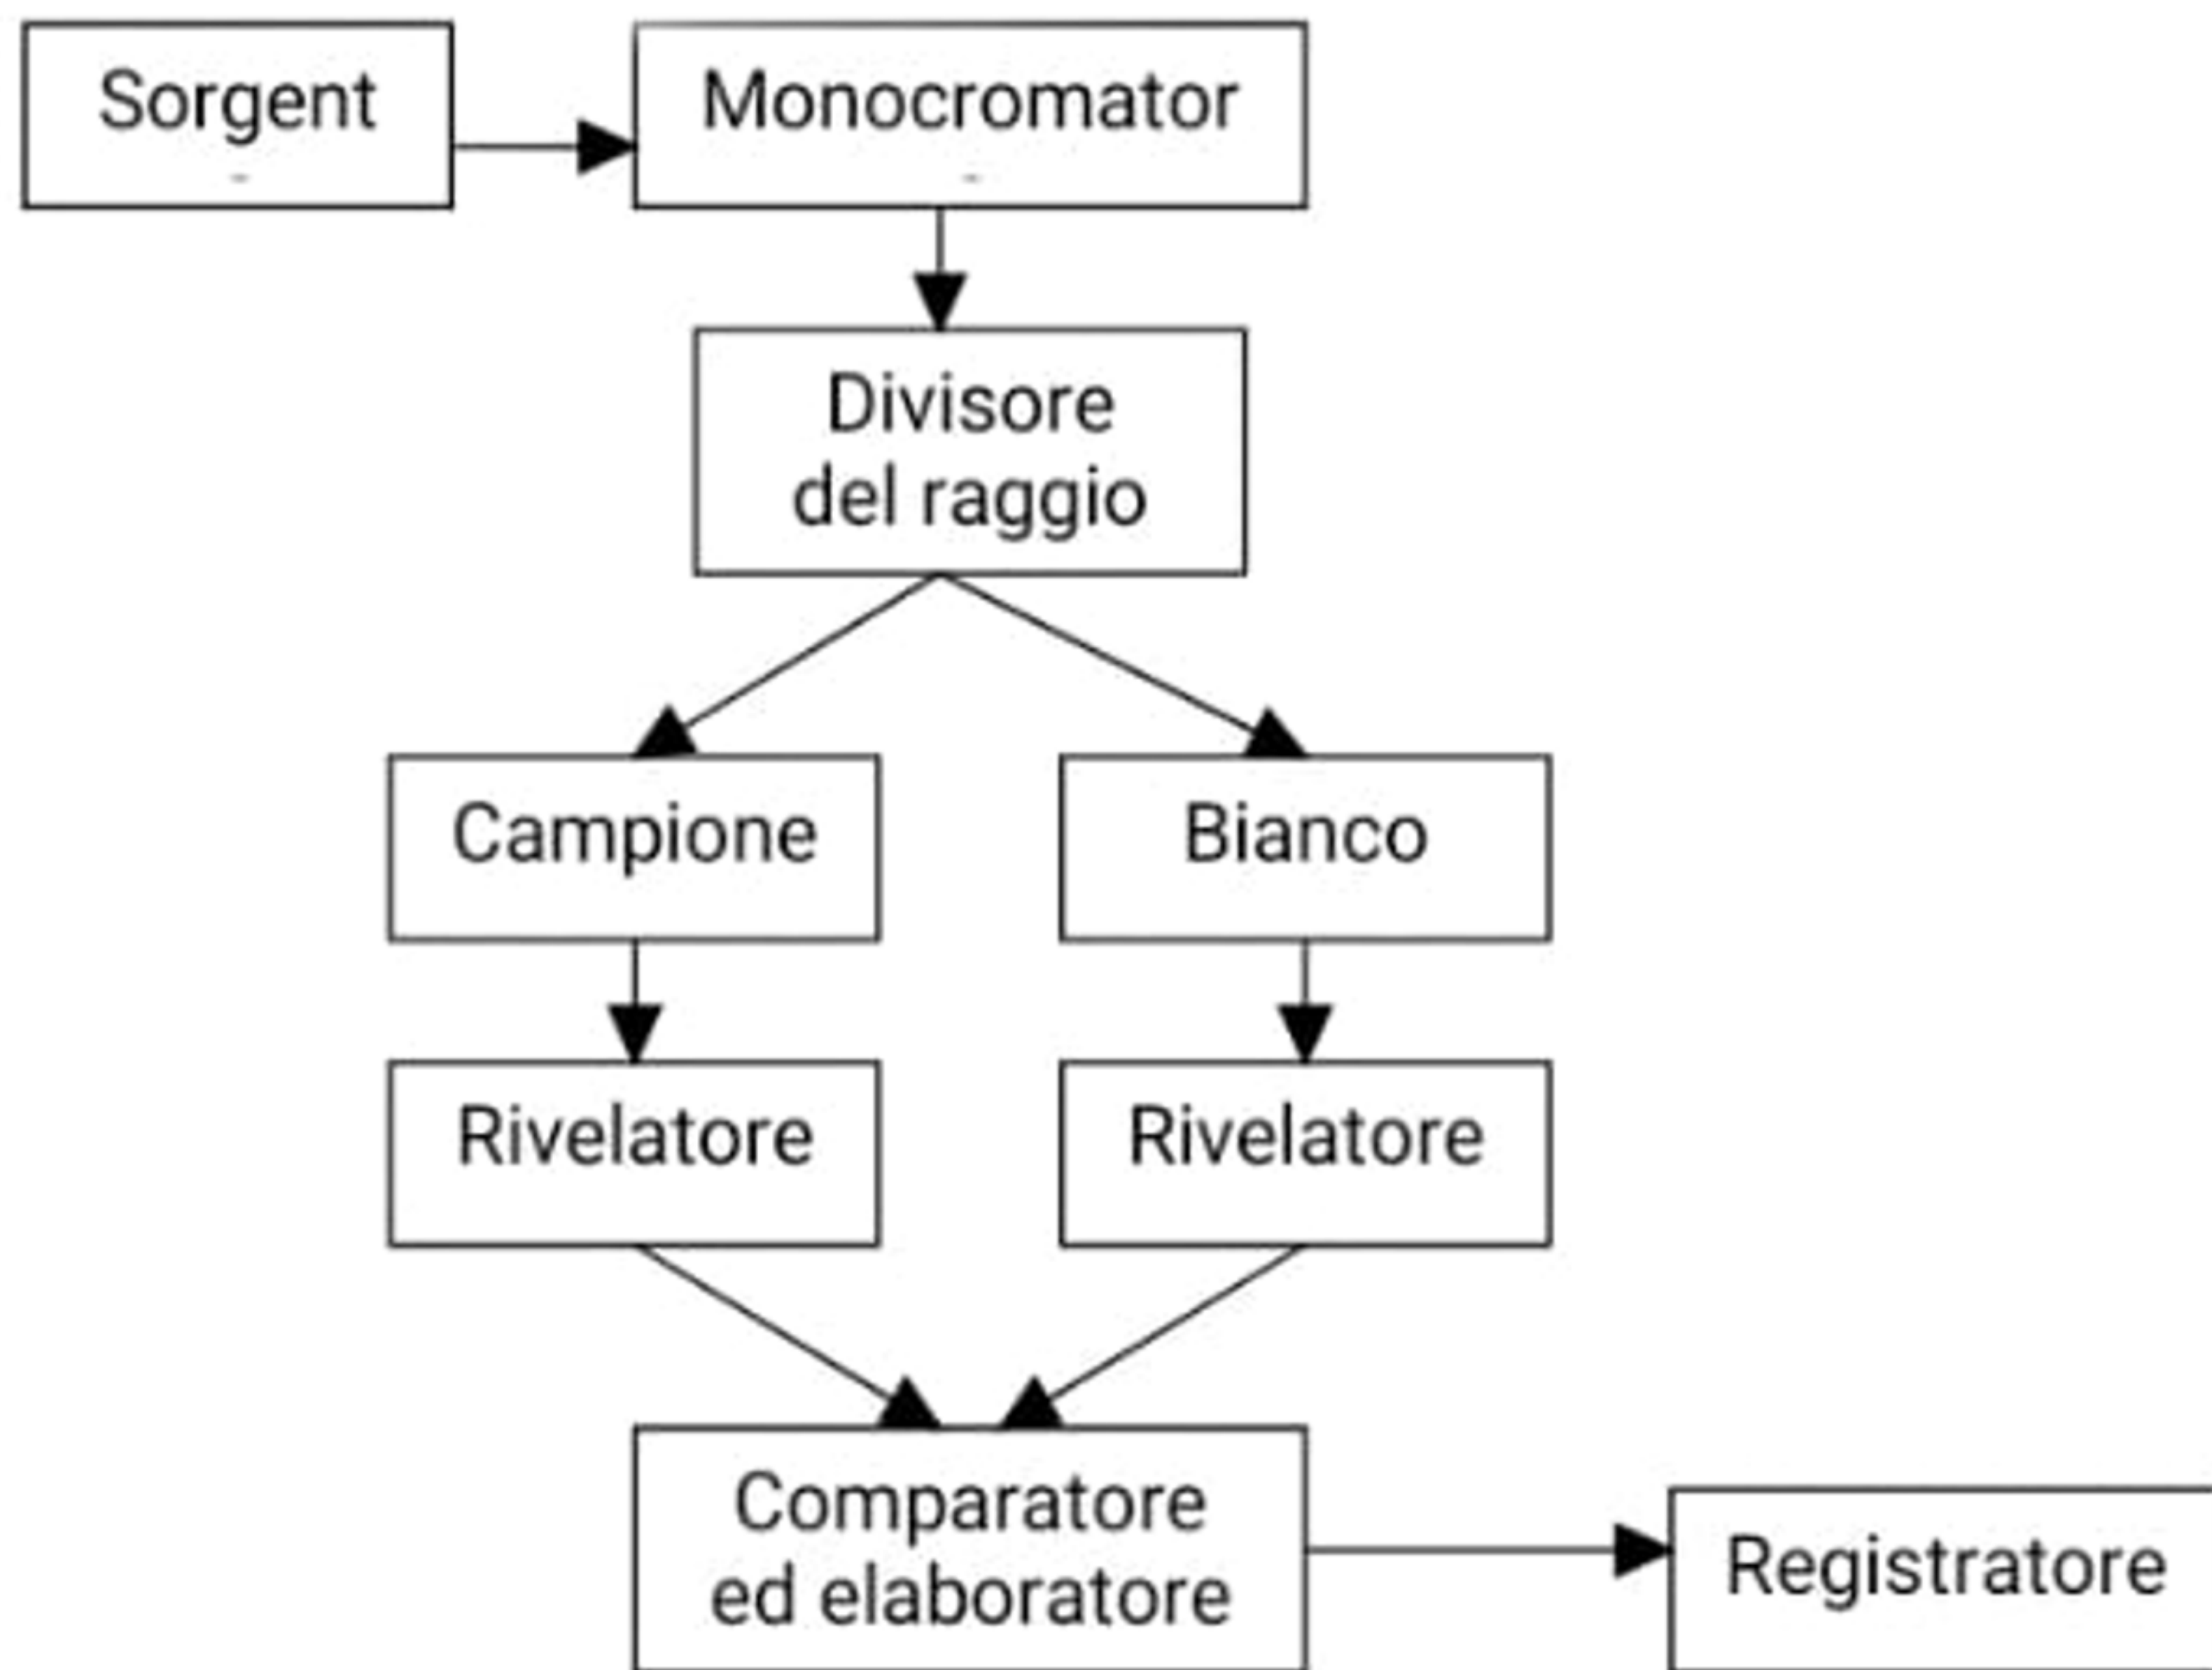 Sorgent
Monocromator
Divisore
del raggio
Campione
Bianco
Rivelatore
Rivelatore
Comparatore
ed elaboratore
Registratore